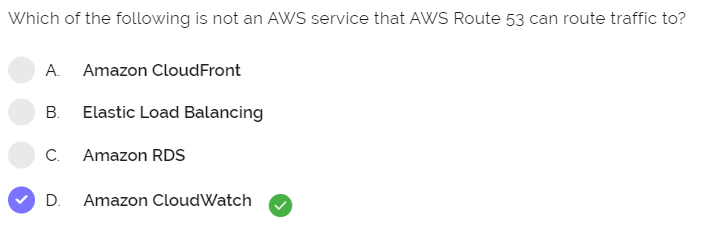 Which of the following is not an AWS service that AWS Route 53 can route traffic to?
A. Amazon CloudFront
B. Elastic Load Balancing
C. Amazon RDS
D. Amazon CloudWatch